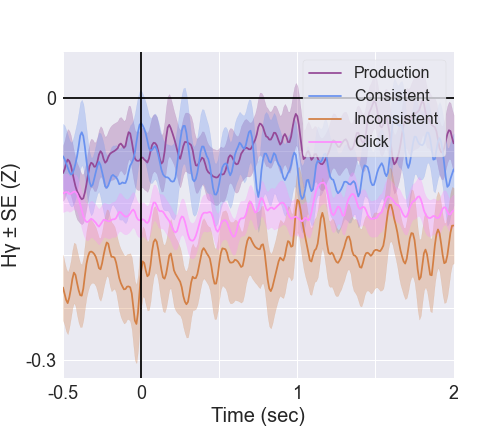 Production
Consistent
Inconsistent
Click
Hγ ± SE (Z)
0
-0.3
-0.5 0 1 2
Time (sec)